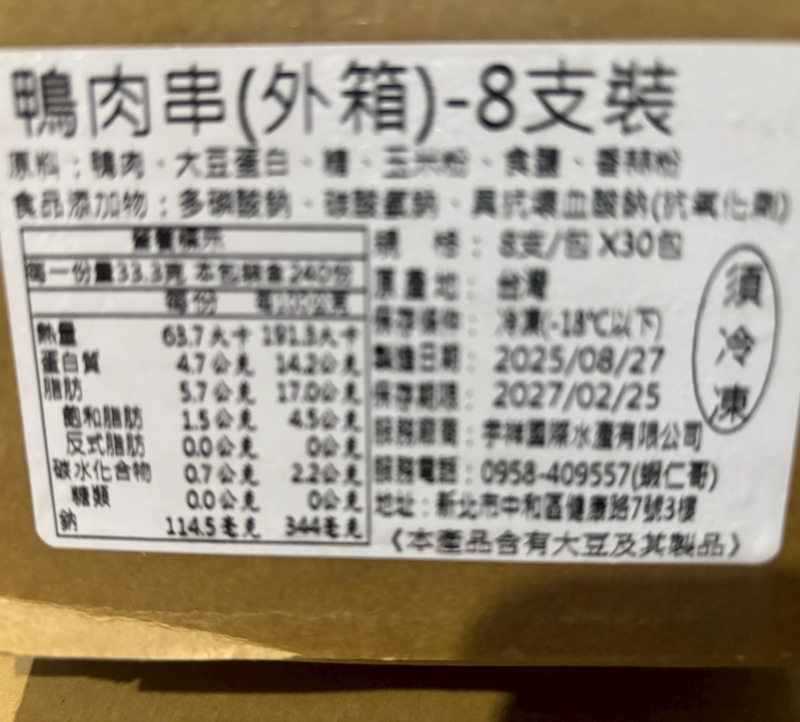 鴨肉串(外箱)-8支裝
原料：鴨肉、大豆蛋白、糖、玉米粉、食鹽、香蒜粉
食品添加物：多磷酸鈉、碳酸氫鈉、異抗壞血酸鈉(抗氧化劑)
營養標示
每一份量33.3克 本包裝含240份
每份 每100公克
熱量 63.7大卡 191.3大卡
蛋白質 4.7公克 14.2公克
脂肪 5.7公克 17.0公克
飽和脂肪 1.5公克 4.5公克
反式脂肪 0.0公克 0公克
碳水化合物 0.7公克 2.2公克
糖類 0.0公克 0公克
鈉 114.5毫克 344毫克
規 格：8支/包 X30包
原產地：台灣
保存條件：冷凍(-18℃以下)
製造日期：2025/08/27
保存期限：2027/02/25
服務廠商：祥國際水產有限公司
服務電話：0958-409557(蝦仁哥)
地址：新北市中和區健康路7號3樓
《本產品含有大豆及其製品》
須冷凍